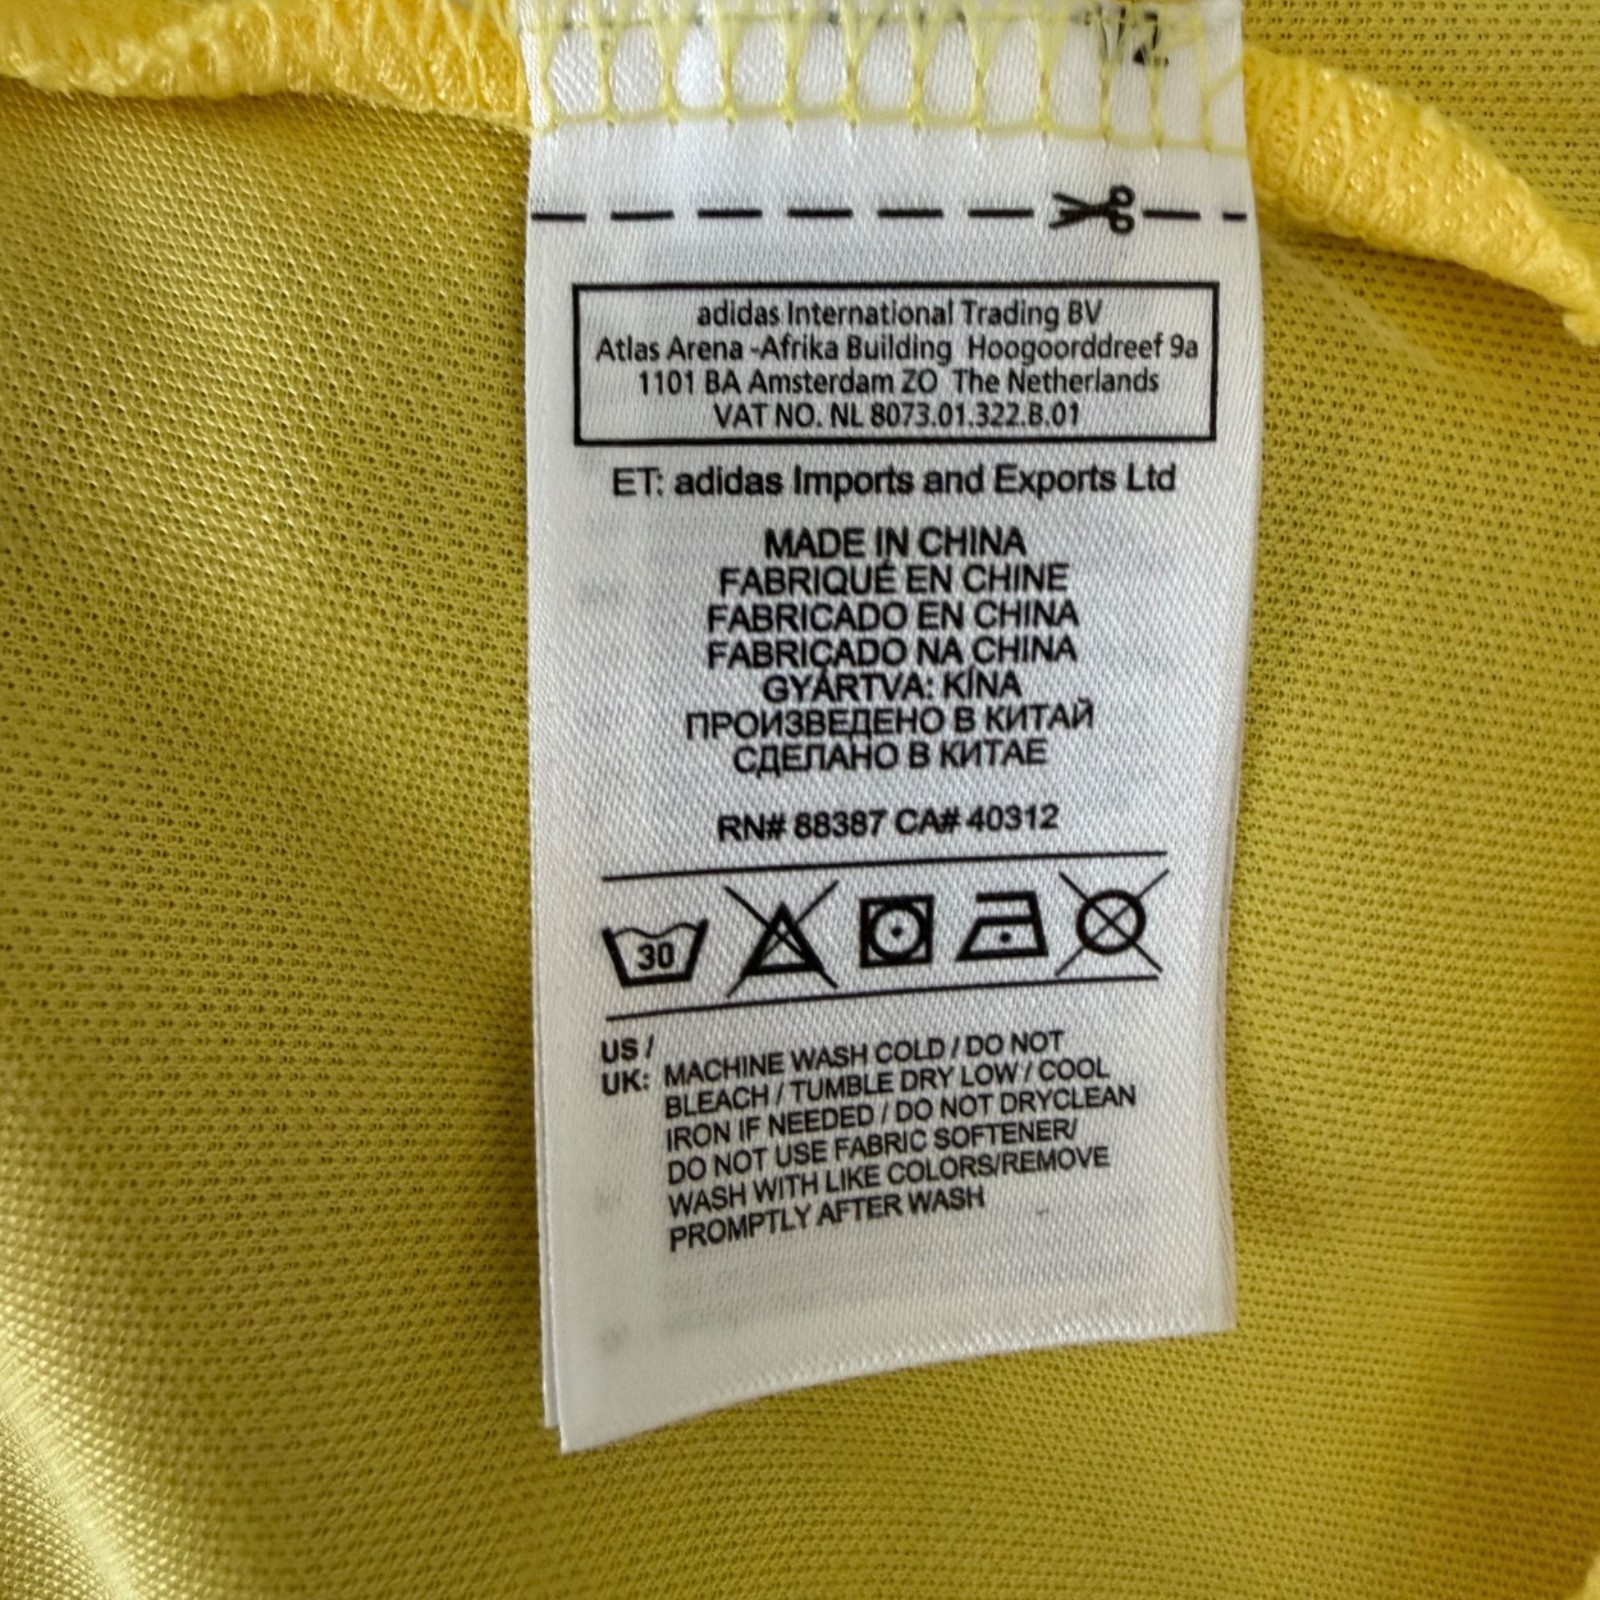 adidas International Trading BV
Atlas Arena -Afrika Building Hoogoorddreef 9a
1101 BA Amsterdam ZO The Netherlands
VAT NO. NL 8073.01.322.B.01
ET: adidas Imports and Exports Ltd
MADE IN CHINA
FABRIQUÉ EN CHINE
FABRICADO EN CHINA
FABRICADO NA CHINA
GYÁRTVA: KÍNA
ПРОИЗВЕДЕНО В КИТАЙ
СДЕЛАНО В КИТАЕ
RN# 88387 CA# 40312
30
US /
UK: MACHINE WASH COLD / DO NOT
BLEACH / TUMBLE DRY LOW / COOL
IRON IF NEEDED / DO NOT DRYCLEAN
DO NOT USE FABRIC SOFTENER/
WASH WITH LIKE COLORS/REMOVE
PROMPTLY AFTER WASH